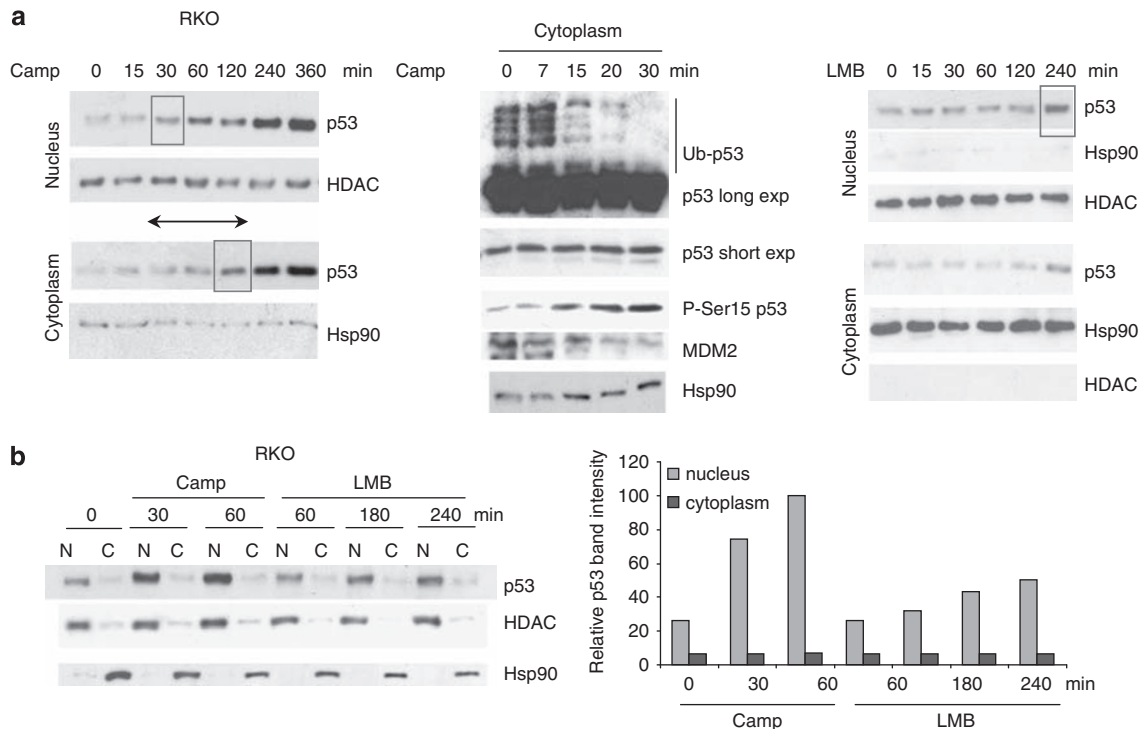 a
RKO
Camp 0 15 30 60 120 240 360 min
Nucleus
p53
HDAC
Cytoplasm
p53
Hsp90
Cytoplasm
Camp 0 7 15 20 30 min
Ub-p53
p53 long exp
p53 short exp
P-Ser15 p53
MDM2
Hsp90
LMB 0 15 30 60 120 240 min
Nucleus
p53
Hsp90
HDAC
Cytoplasm
p53
Hsp90
HDAC
b
RKO
Camp LMB
0 30 60 60 180 240 min
N C N C N C N C N C N C
p53
HDAC
Hsp90
Relative p53 band intensity
120
100
80
60
40
20
0
nucleus
cytoplasm
0 30 60 60 180 240 min
Camp LMB